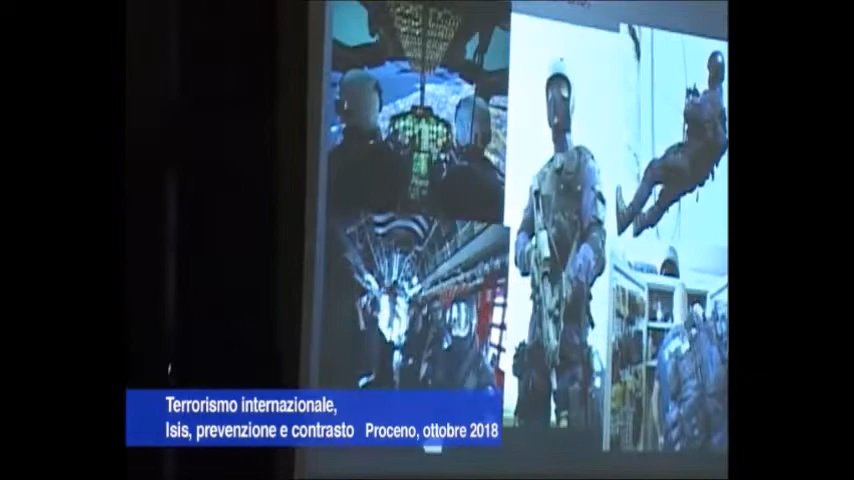 Terrorismo internazionale,
Isis, prevenzione e contrasto Proceno, ottobre 2018